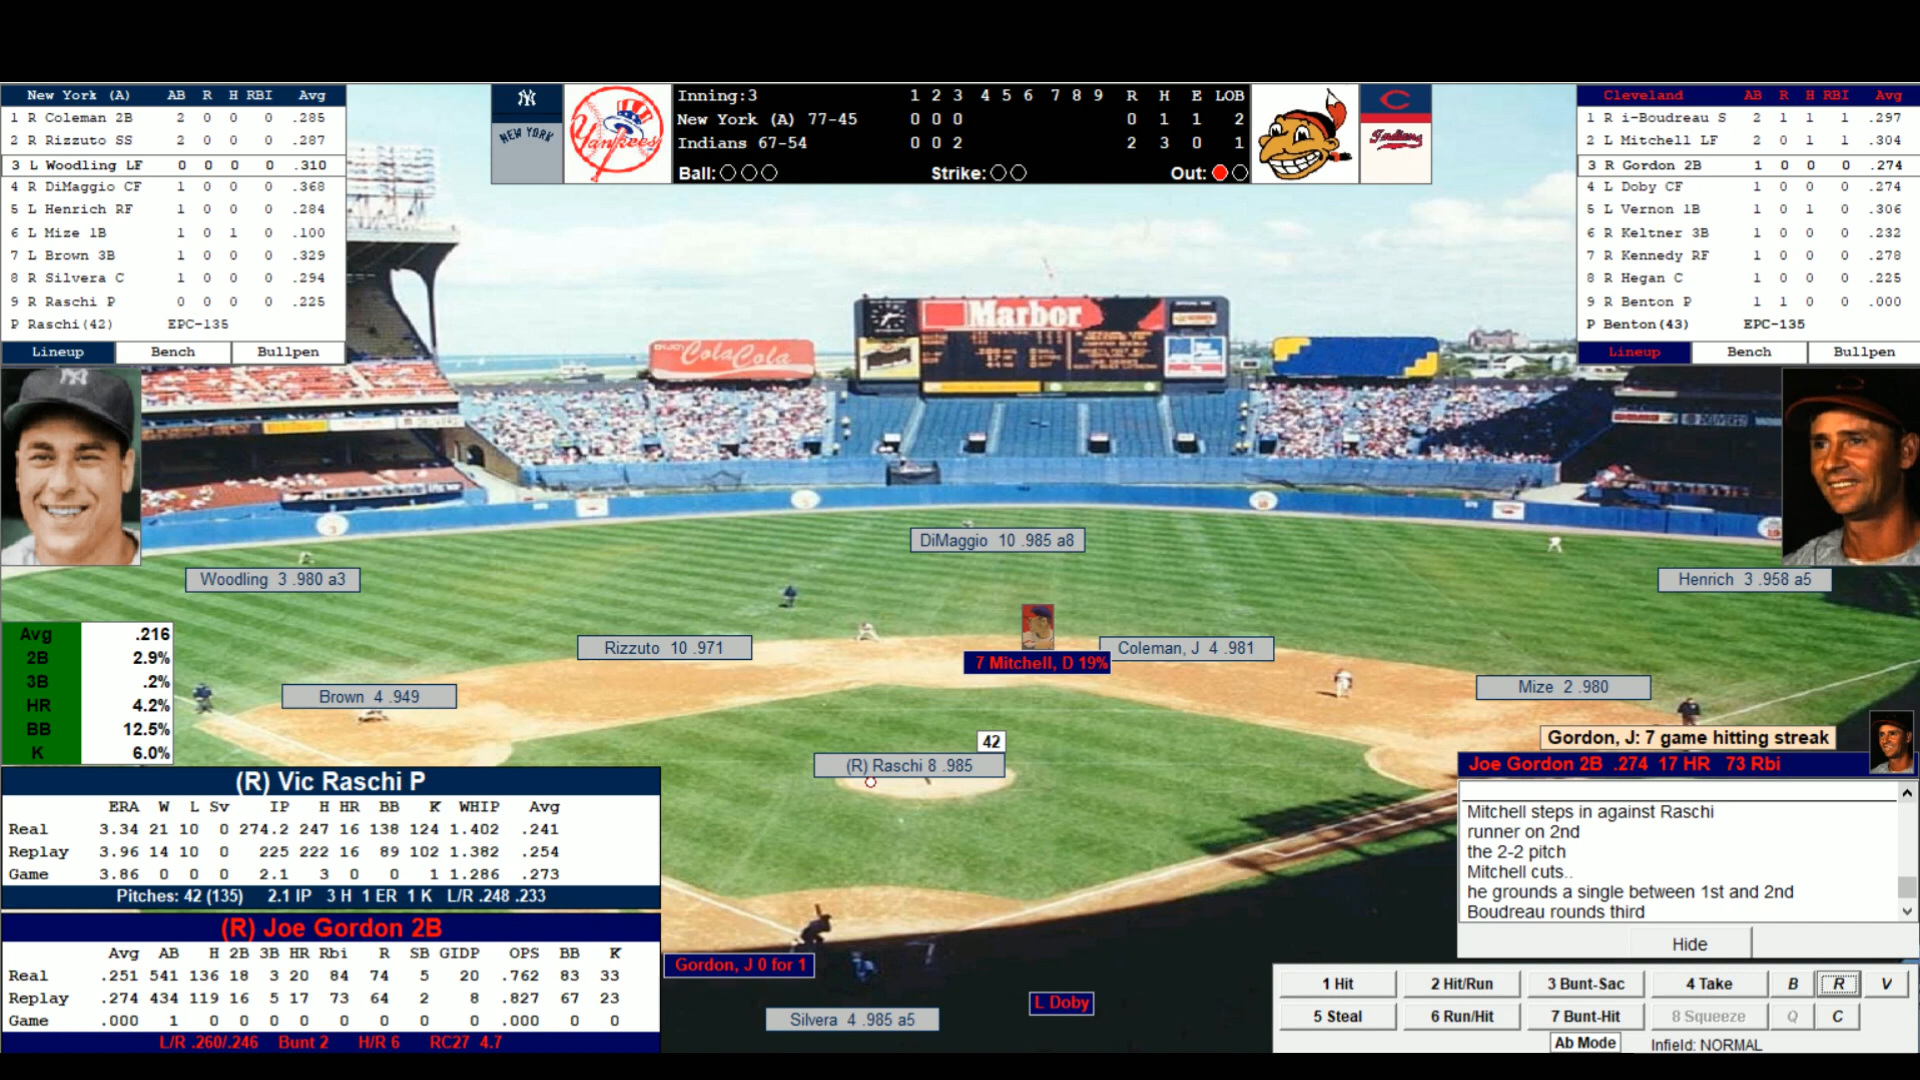 New York (A) AB R H RBI Avg
1 R Coleman 2B 2 0 0 0 .285
2 R Rizzuto SS 2 0 0 0 .287
3 L Woodling LF 0 0 0 0 .310
4 R DiMaggio CF 1 0 0 0 .368
5 L Henrich RF 1 0 0 0 .284
6 L Mize 1B 1 0 1 0 .100
7 L Brown 3B 1 0 0 0 .329
8 R Silvera C 1 0 0 0 .294
9 R Raschi P 0 0 0 0 .225
P Raschi(42) EPC-135
Lineup Bench Bullpen
NY
NEW YORK
Yankees
Inning:3 1 2 3 4 5 6 7 8 9 R H E LOB
New York (A) 77-45 0 0 0 0 1 1 2
Indians 67-54 0 0 2 2 3 0 1
Ball: Strike: Out:
C
Indians
Cleveland AB R H RBI Avg
1 R i-Boudreau S 2 1 1 1 .297
2 L Mitchell LF 2 0 1 1 .304
3 R Gordon 2B 1 0 0 0 .274
4 L Doby CF 1 0 0 0 .274
5 L Vernon 1B 1 0 1 0 .306
6 R Keltner 3B 1 0 0 0 .232
7 R Kennedy RF 1 0 0 0 .278
8 R Hegan C 1 0 0 0 .225
9 R Benton P 1 1 0 0 .000
P Benton(43) EPC-135
Lineup Bench Bullpen
Marbor
ENJOY
CocaCola
DiMaggio 10 .985 a8
Woodling 3 .980 a3
Henrich 3 .958 a5
Rizzuto 10 .971
7 Mitchell, D 19%
Coleman, J 4 .981
Brown 4 .949
Mize 2 .980
42
(R) Raschi 8 .985
Avg .216
2B 2.9%
3B .2%
HR 4.2%
BB 12.5%
K 6.0%
(R) Vic Raschi P
ERA W L Sv IP H HR BB K WHIP Avg
Real 3.34 21 10 0 274.2 247 16 138 124 1.402 .241
Replay 3.96 14 10 0 225 222 16 89 102 1.382 .254
Game 3.86 0 0 0 2.1 3 0 0 1 1.286 .273
Pitches: 42 (135) 2.1 IP 3 H 1 ER 1 K L/R .248 .233
(R) Joe Gordon 2B
Avg AB H 2B 3B HR Rbi R SB GIDP OPS BB K
Real .251 541 136 18 3 20 84 74 5 20 .762 83 33
Replay .274 434 119 16 5 17 73 64 2 8 .827 67 23
Game .000 1 0 0 0 0 0 0 0 0 .000 0 0
L/R .260/.246 Bunt 2 H/R 6 RC27 4.7
Gordon, J 0 for 1
L Doby
Silvera 4 .985 a5
Gordon, J: 7 game hitting streak
Joe Gordon 2B .274 17 HR 73 Rbi
Mitchell steps in against Raschi
runner on 2nd
the 2-2 pitch
Mitchell cuts..
he grounds a single between 1st and 2nd
Boudreau rounds third
Hide
1 Hit 2 Hit/Run 3 Bunt-Sac 4 Take B R V
5 Steal 6 Run/Hit 7 Bunt-Hit 8 Squeeze Q C
Ab Mode Infield: NORMAL